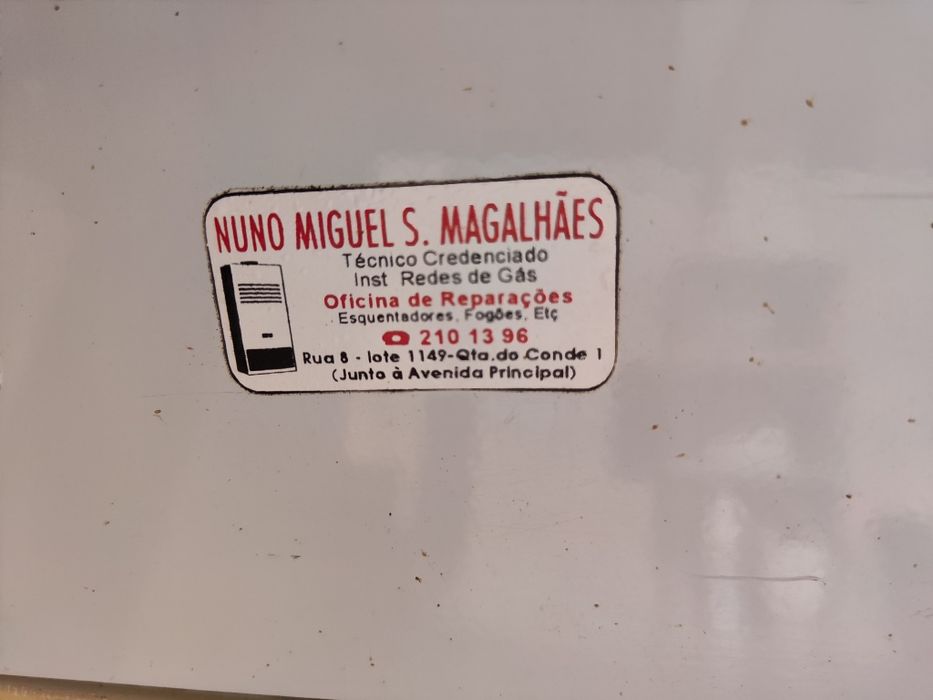 NUNO MIGUEL S. MAGALHÃES
Técnico Credenciado
Inst Redes de Gás
Oficina de Reparações
Esquentadores, Fogões, Etç
☎ 210 13 96
Rua 8 - lote 1149-Qta.do Conde 1
(Junto à Avenida Principal)